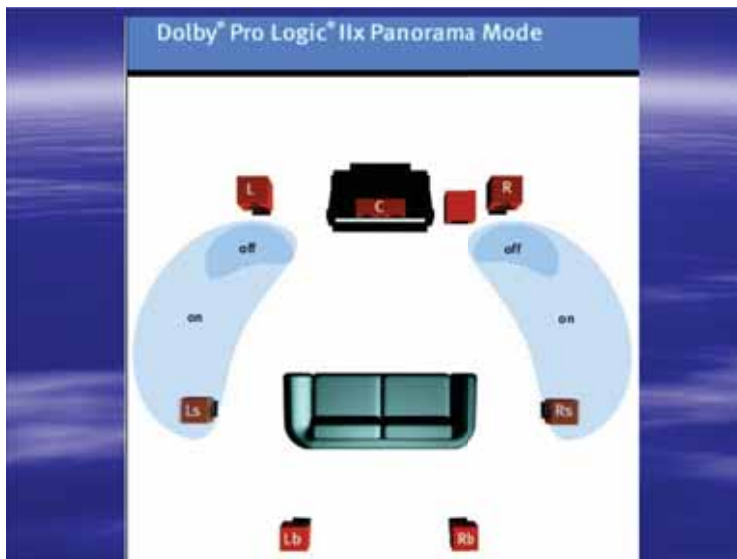 Dolby® Pro Logic® IIx Panorama Mode
L
C
R
off
off
on
on
Ls
Rs
Lb
Rb